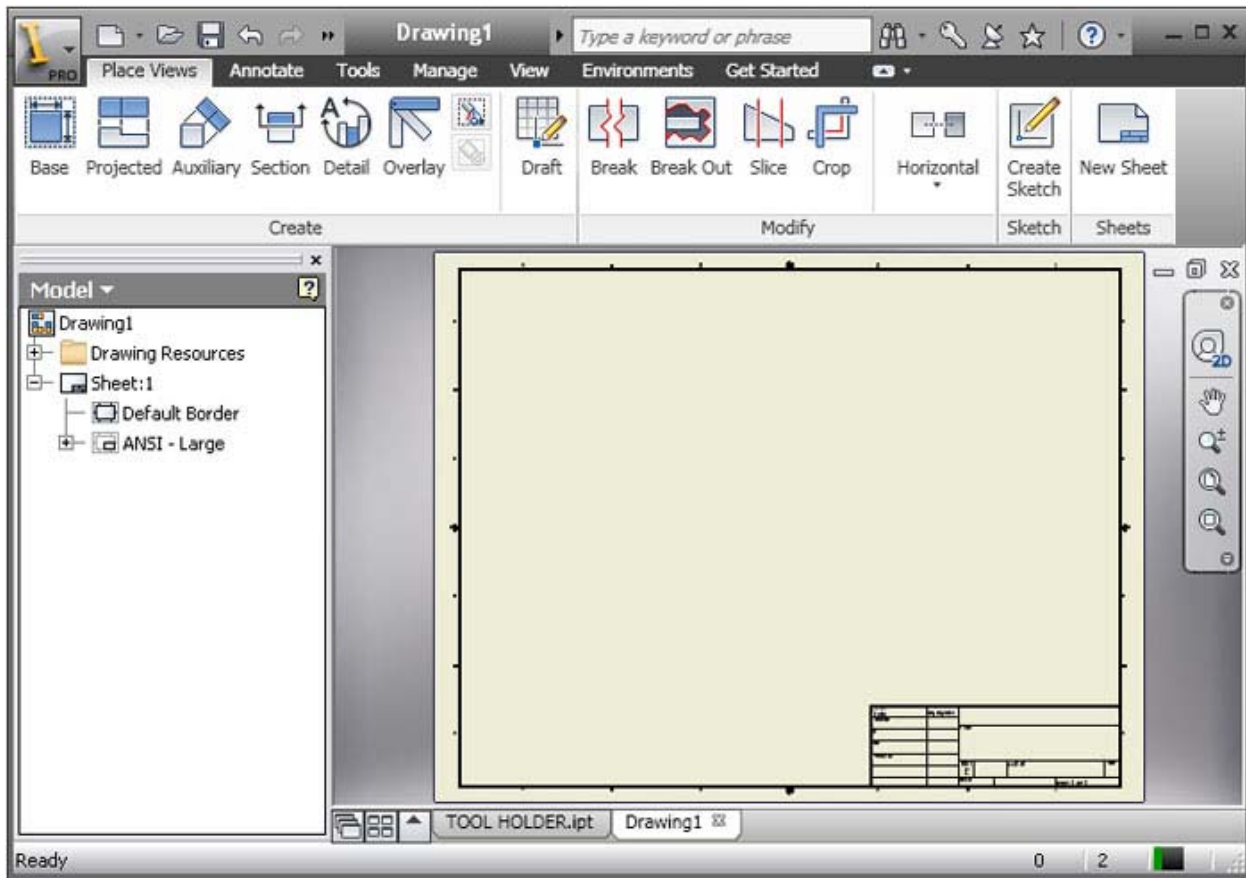 Drawing1
Type a keyword or phrase
PRO
Place Views Annotate Tools Manage View Environments Get Started
Base Projected Auxiliary Section Detail Overlay Draft Break Break Out Slice Crop Horizontal Create Sketch New Sheet
Create Modify Sketch Sheets
Model
Drawing1
Drawing Resources
Sheet:1
Default Border
ANSI - Large
2D
TOOL HOLDER.ipt Drawing1
Ready 0 2